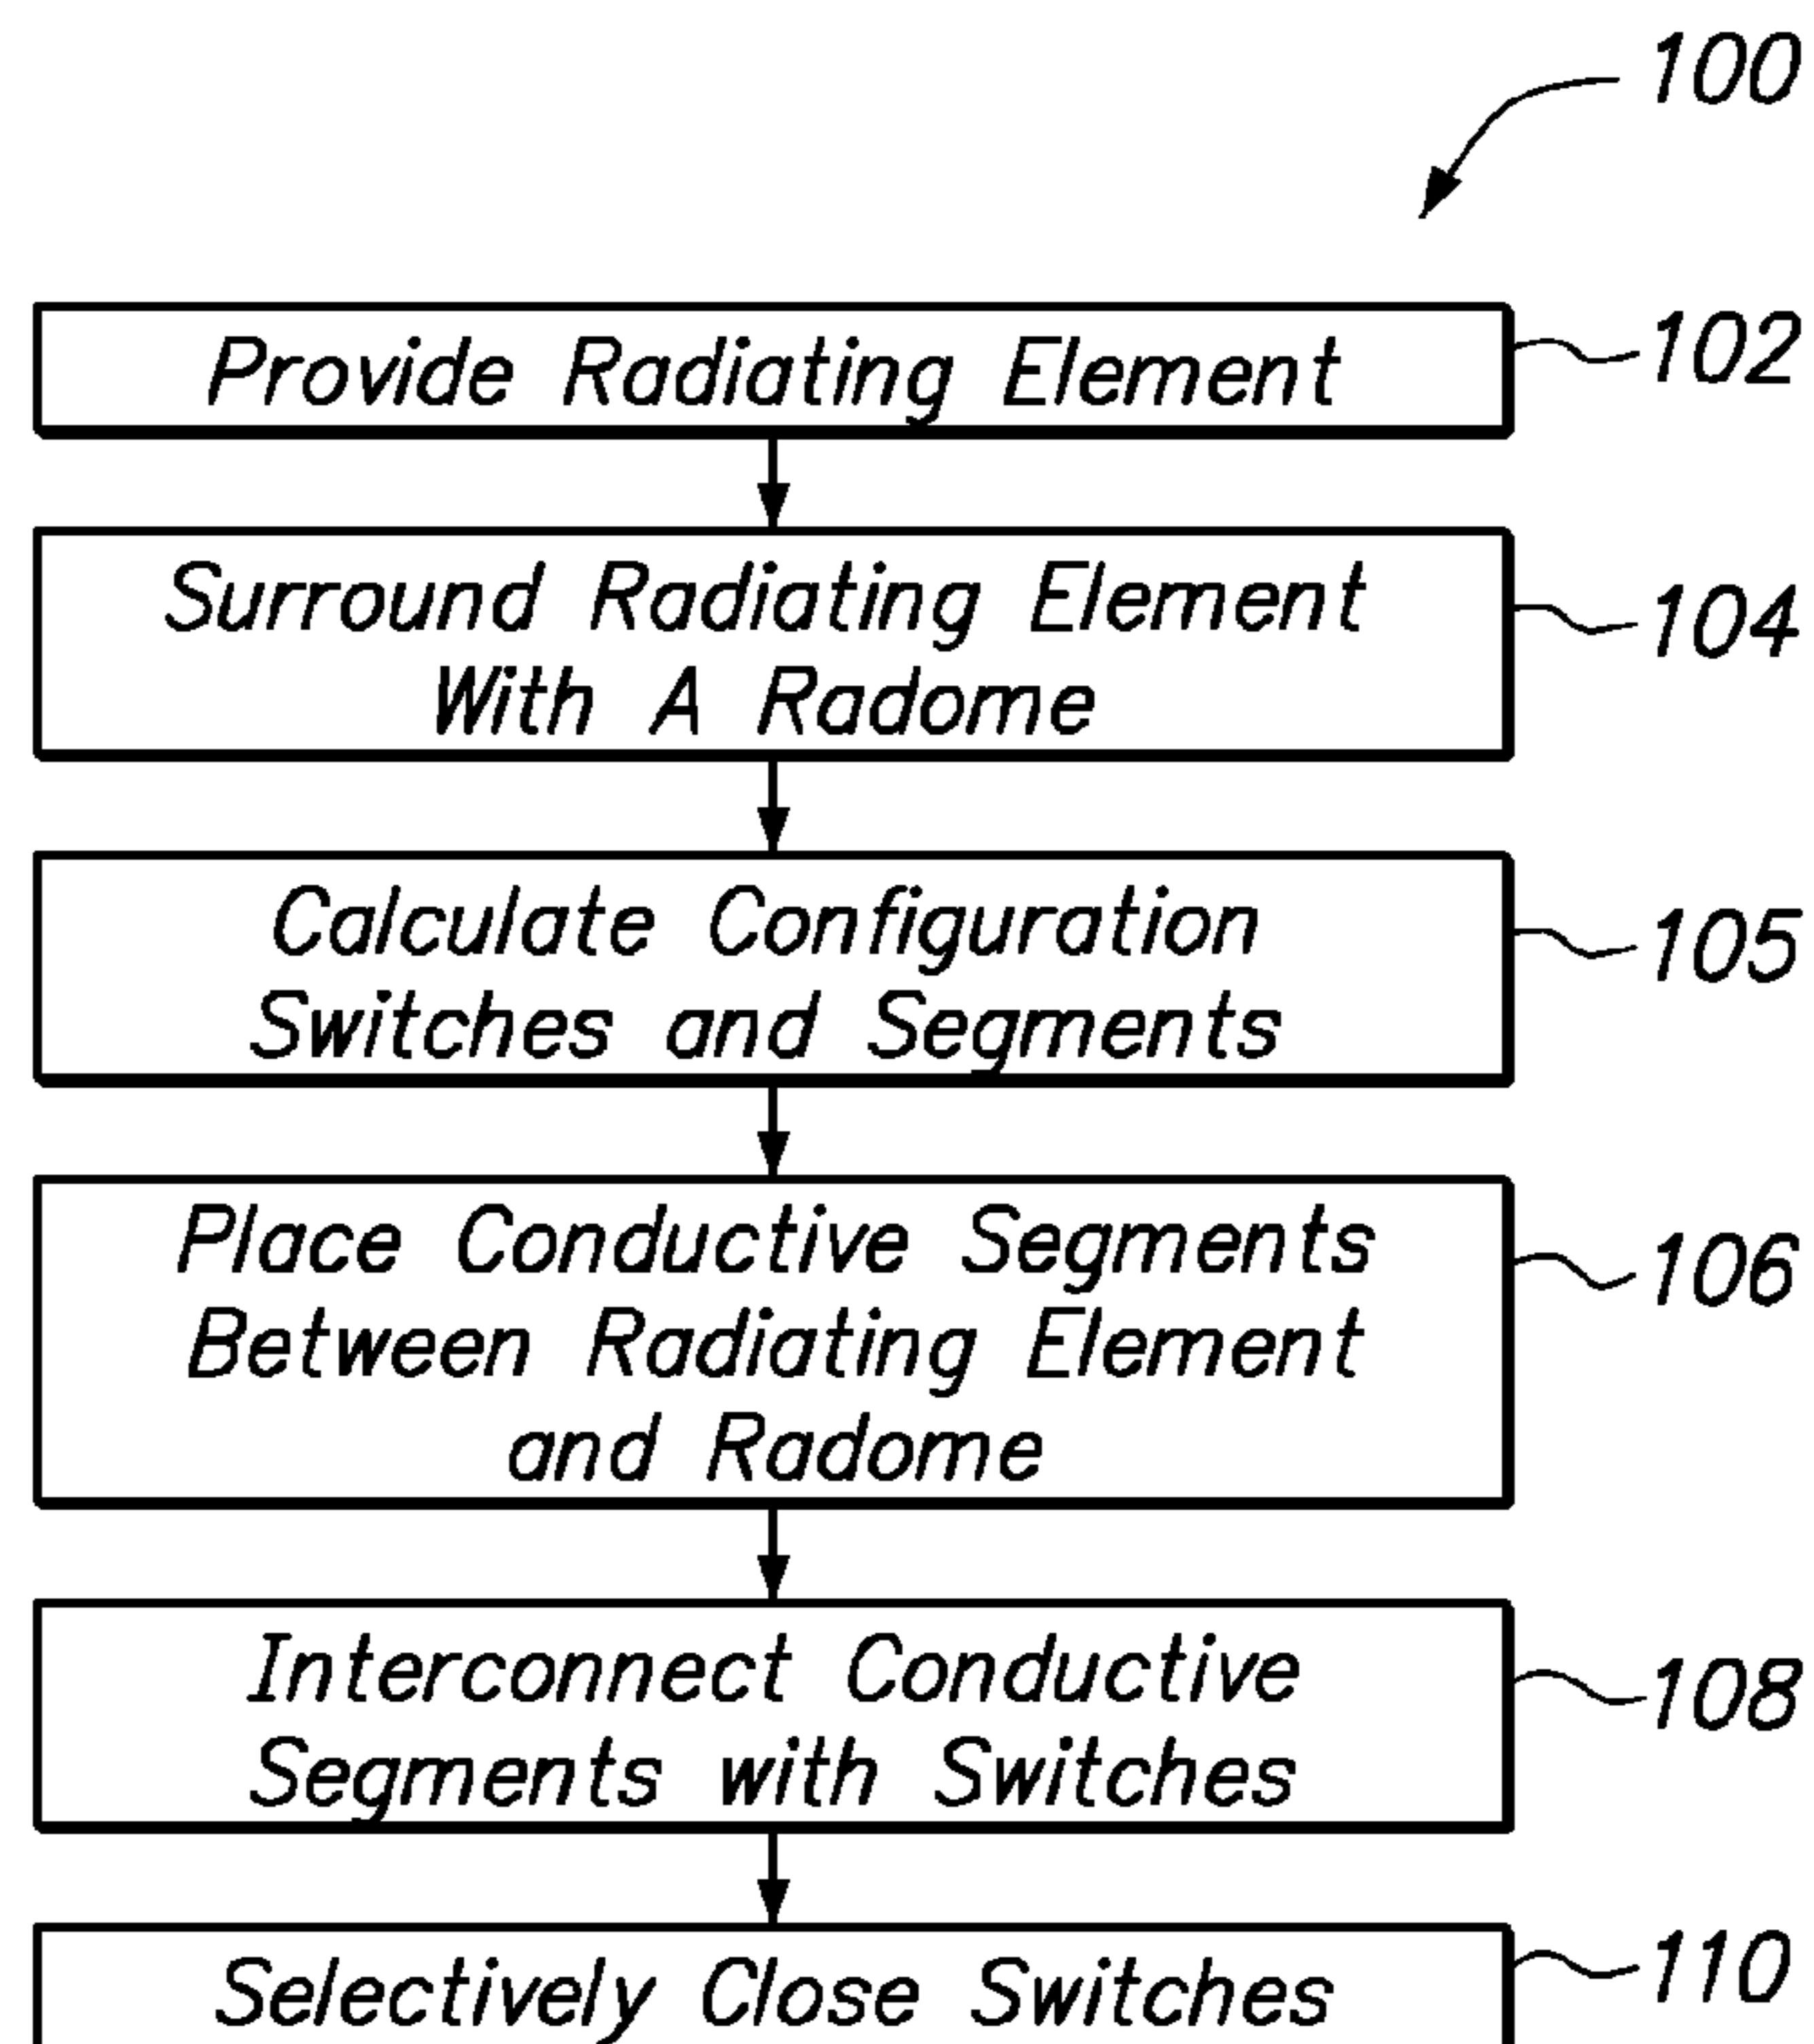 100
Provide Radiating Element
102
Surround Radiating Element
With A Radome
104
Calculate Configuration
Switches and Segments
105
Place Conductive Segments
Between Radiating Element
and Radome
106
Interconnect Conductive
Segments with Switches
108
Selectively Close Switches
110